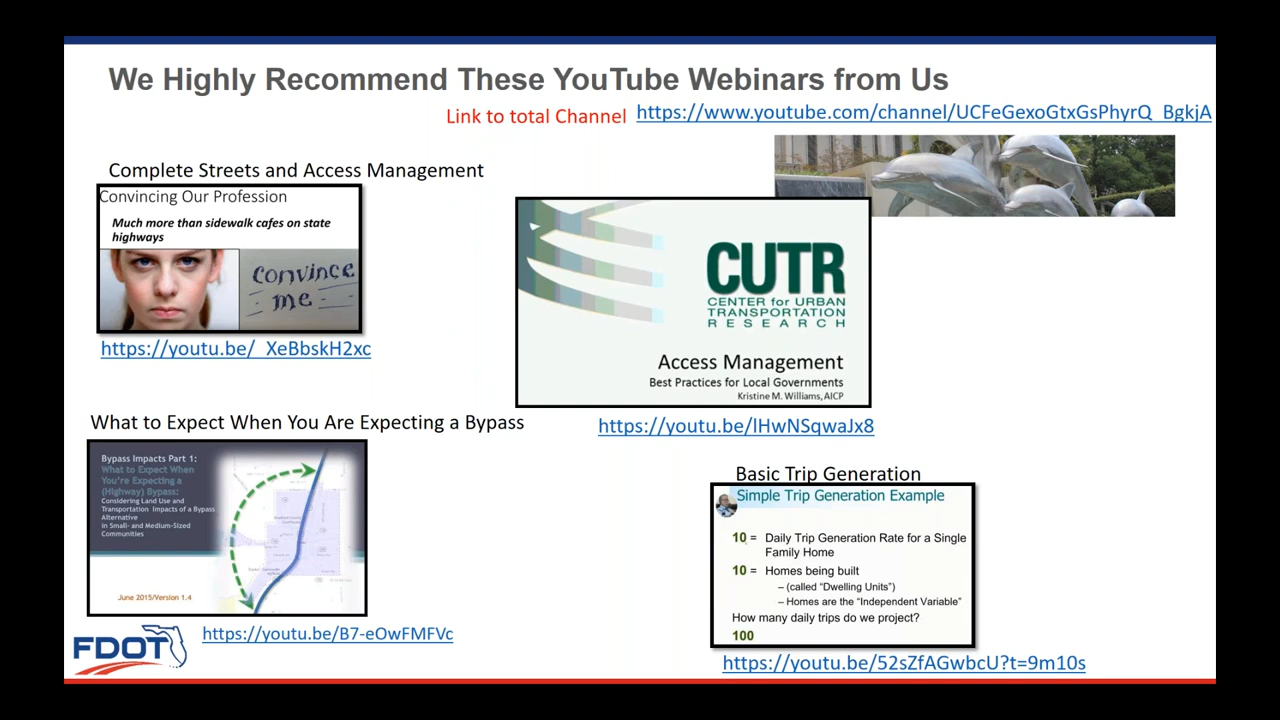 We Highly Recommend These YouTube Webinars from Us
Link to total Channel https://www.youtube.com/channel/UCFeGexoGtxGsPhyrQ_BgkjA
Complete Streets and Access Management
Convincing Our Profession
Much more than sidewalk cafes on state
highways
convince
me
https://youtu.be/_XeBbskH2xc
CUTR
CENTER for URBAN
TRANSPORTATION
RESEARCH
Access Management
Best Practices for Local Governments
Kristine M. Williams, AICP
https://youtu.be/lHwNSqwaJx8
What to Expect When You Are Expecting a Bypass
Bypass Impacts Part 1:
What to Expect When
You're Expecting a
(Highway) Bypass:
Considering Land Use and
Transportation Impacts of a Bypass
Alternative
in Small- and Medium-Sized
Communities
June 2015/Version 1.4
https://youtu.be/B7-eOwFMFVc
Basic Trip Generation
Simple Trip Generation Example
10 = Daily Trip Generation Rate for a Single
Family Home
10 = Homes being built
– (called “Dwelling Units”)
– Homes are the “Independent Variable”
How many daily trips do we project?
100
https://youtu.be/52sZfAGwbcU?t=9m10s
FDOT